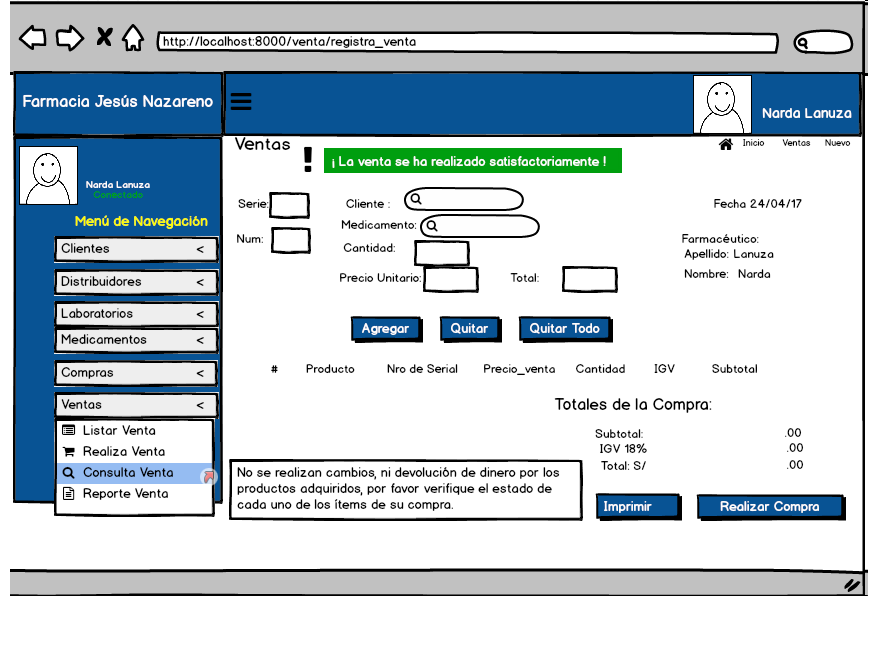 http://localhost:8000/venta/registra_venta
Farmacia Jesús Nazareno
Narda Lanuza
Ventas
! ¡ La venta se ha realizado satisfactoriamente !
Inicio Ventas Nuevo
Narda Lanuza
Conectado
Menú de Navegación
Clientes <
Distribuidores <
Laboratorios <
Medicamentos <
Compras <
Ventas <
Listar Venta
Realiza Venta
Consulta Venta
Reporte Venta
Serie: Cliente : Fecha 24/04/17
Medicamento:
Num: Cantidad: Farmacéutico:
Apellido: Lanuza
Precio Unitario: Total: Nombre: Narda
Agregar Quitar Quitar Todo
# Producto Nro de Serial Precio_venta Cantidad IGV Subtotal
Totales de la Compra:
Subtotal: .00
IGV 18% .00
Total: S/ .00
No se realizan cambios, ni devolución de dinero por los
productos adquiridos, por favor verifique el estado de
cada uno de los ítems de su compra.
Imprimir Realizar Compra